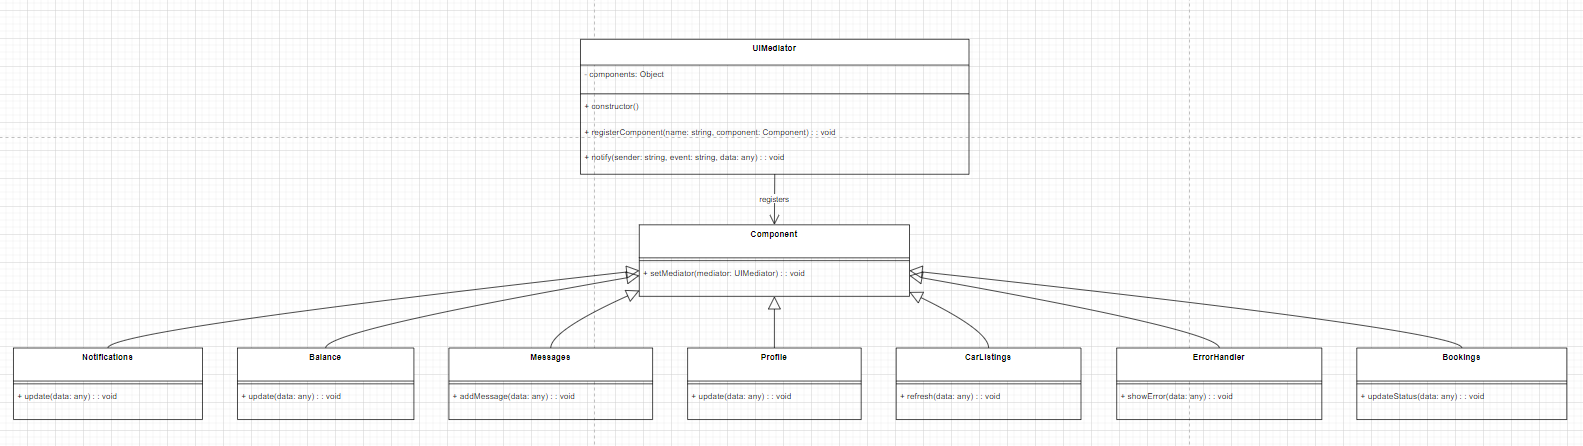 UIMediator
- components: Object
+ constructor()
+ registerComponent(name: string, component: Component) : : void
+ notify(sender: string, event: string, data: any) : : void
registers
Component
+ setMediator(mediator: UIMediator) : : void
Notifications
+ update(data: any) : : void
Balance
+ update(data: any) : : void
Messages
+ addMessage(data: any) : : void
Profile
+ update(data: any) : : void
CarListings
+ refresh(data: any) : : void
ErrorHandler
+ showError(data: any) : : void
Bookings
+ updateStatus(data: any) : : void